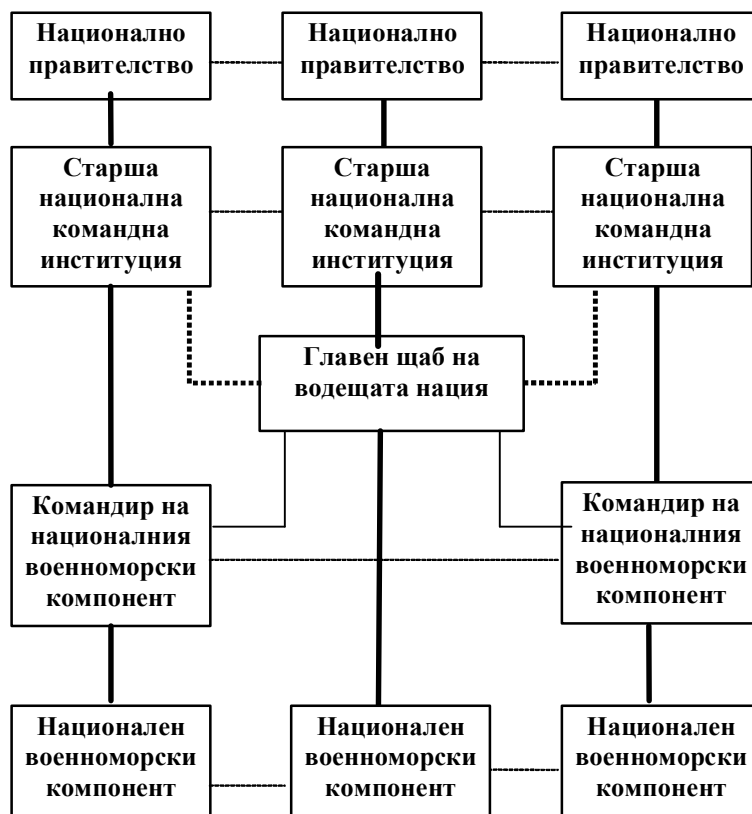 Национално
правителство
Национално
правителство
Национално
правителство
Старша
национална
командна
институция
Старша
национална
командна
институция
Старша
национална
командна
институция
Главен щаб на
водещата нация
Командир на
националния
военноморски
компонент
Командир на
националния
военноморски
компонент
Национален
военноморски
компонент
Национален
военноморски
компонент
Национален
военноморски
компонент